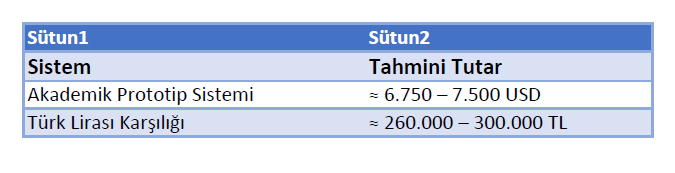 Sütun1 Sütun2
Sistem Tahmini Tutar
Akademik Prototip Sistemi ≈ 6.750 – 7.500 USD
Türk Lirası Karşılığı ≈ 260.000 – 300.000 TL